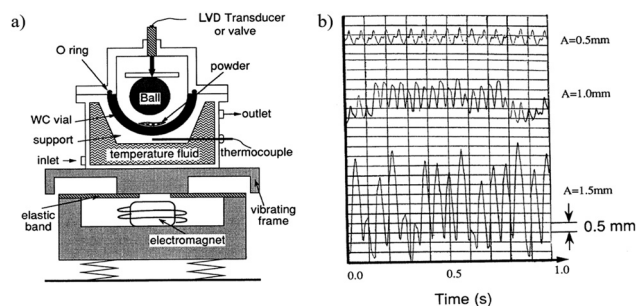 a)
LVD Transducer
or valve
O ring
powder
Ball
WC vial
outlet
support
thermocouple
temperature fluid
inlet
elastic
band
electromagnet
vibrating
frame
b)
A=0.5mm
A=1.0mm
A=1.5mm
0.5 mm
0.0
0.5
1.0
Time (s)